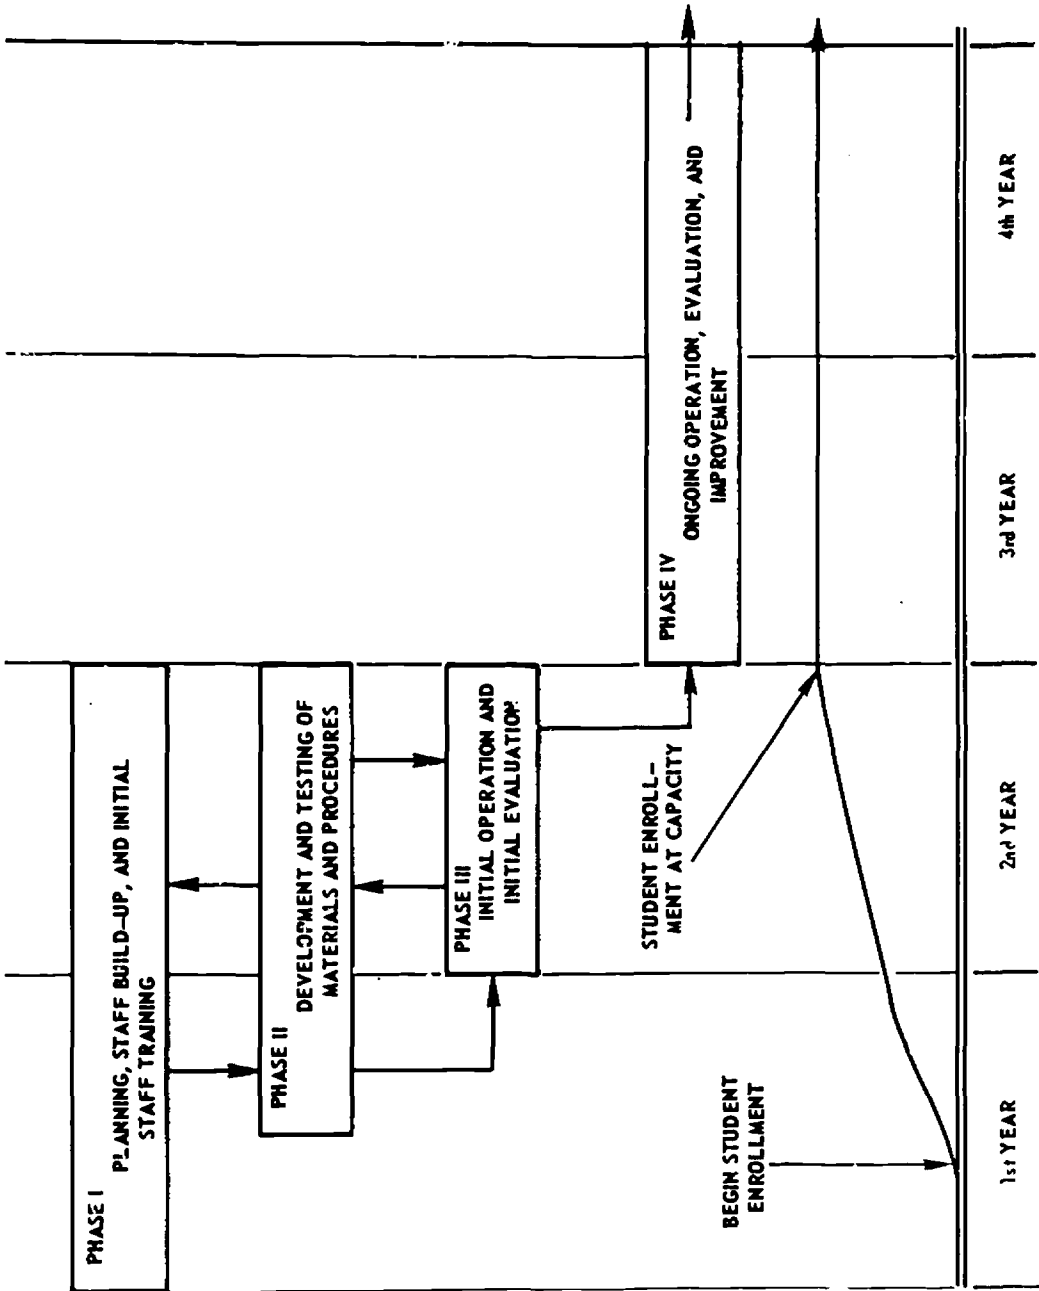 PHASE I
PLANNING, STAFF BUILD-UP, AND INITIAL
STAFF TRAINING
PHASE II
DEVELOPMENT AND TESTING OF
MATERIALS AND PROCEDURES
PHASE III
INITIAL OPERATION AND
INITIAL EVALUATION
PHASE IV
ONGOING OPERATION, EVALUATION, AND
IMPROVEMENT
STUDENT ENROLL-
MENT AT CAPACITY
BEGIN STUDENT
ENROLLMENT
1st YEAR
2nd YEAR
3rd YEAR
4th YEAR